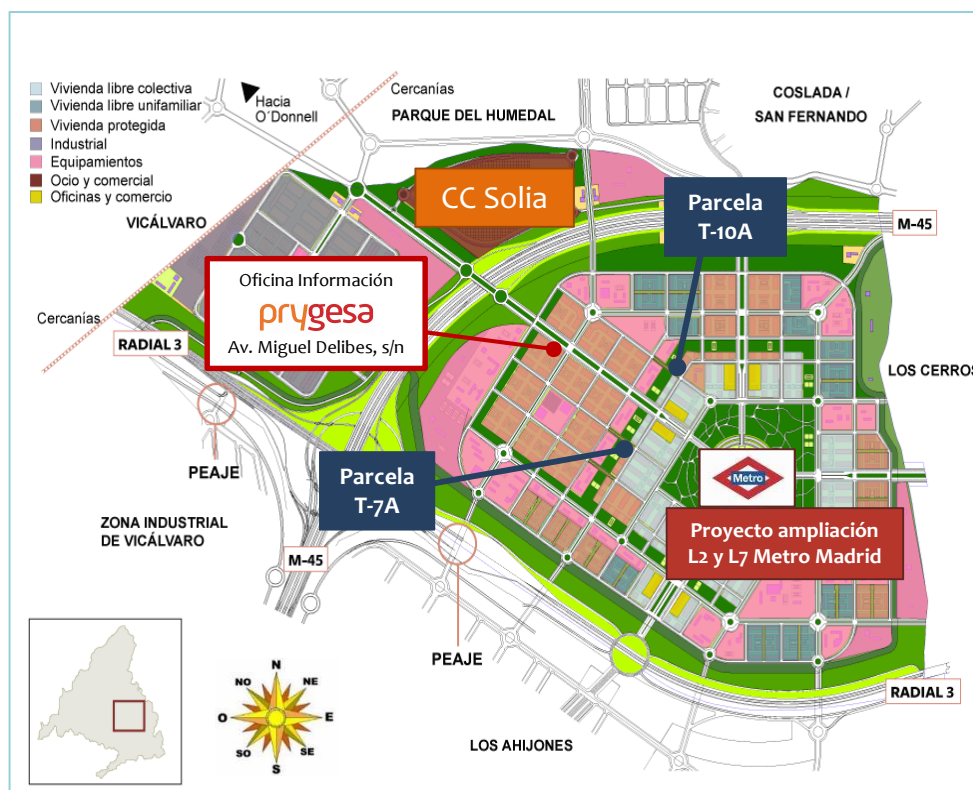 Vivienda libre colectiva
Vivienda libre unifamiliar
Vivienda protegida
Industrial
Equipamientos
Ocio y comercial
Oficinas y comercio
Hacia
O´Donnell
Cercanías
PARQUE DEL HUMEDAL
COSLADA /
SAN FERNANDO
VICÁLVARO
CC Solia
Parcela
T-10A
M-45
Oficina Información
prygesa
Av. Miguel Delibes, s/n
Cercanías
RADIAL 3
LOS CERROS
PEAJE
Parcela
T-7A
Metro
ZONA INDUSTRIAL
DE VICÁLVARO
Proyecto ampliación
L2 y L7 Metro Madrid
M-45
PEAJE
RADIAL 3
LOS AHIJONES
N
NO
NE
O
E
SO
SE
S